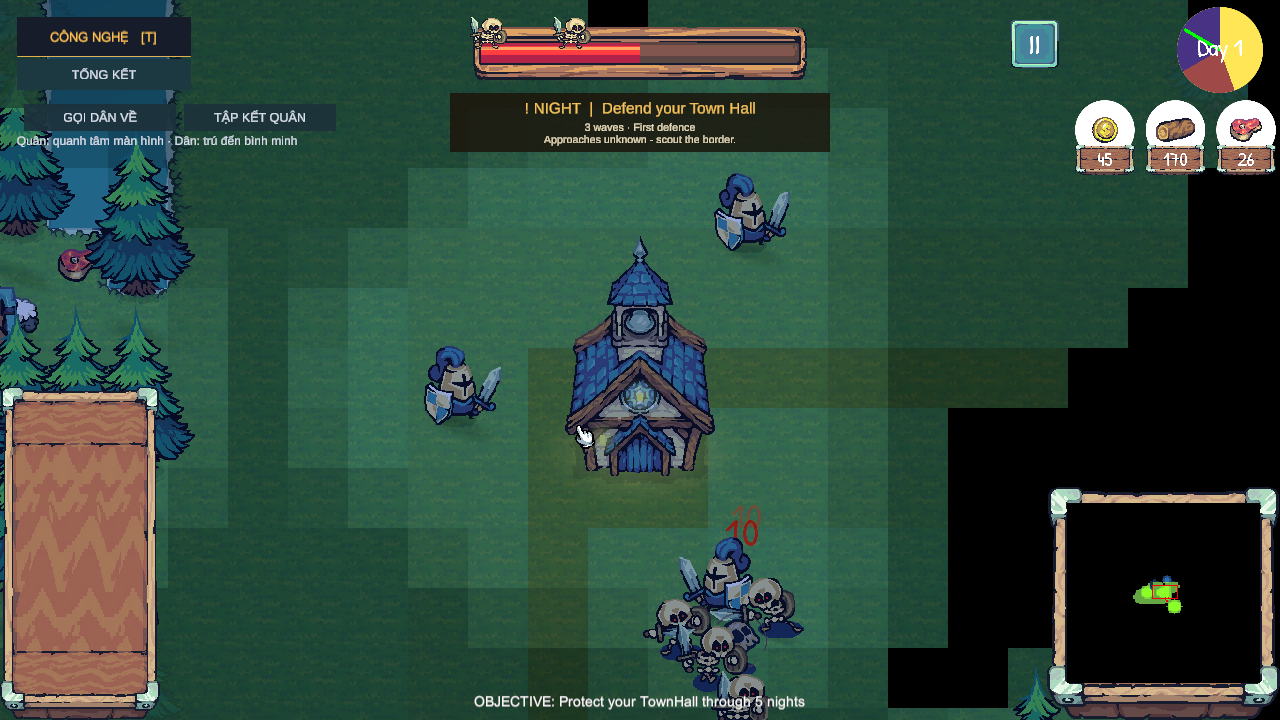 CÔNG NGHỆ [T]
TỔNG KẾT
GỌI DÂN VỀ
TẬP KẾT QUÂN
Quân: quanh tâm màn hình · Dân: trú đến bình minh
! NIGHT | Defend your Town Hall
3 waves · First defence
Approaches unknown - scout the border.
Day 1
45
170
26
10
10
OBJECTIVE: Protect your TownHall through 5 nights